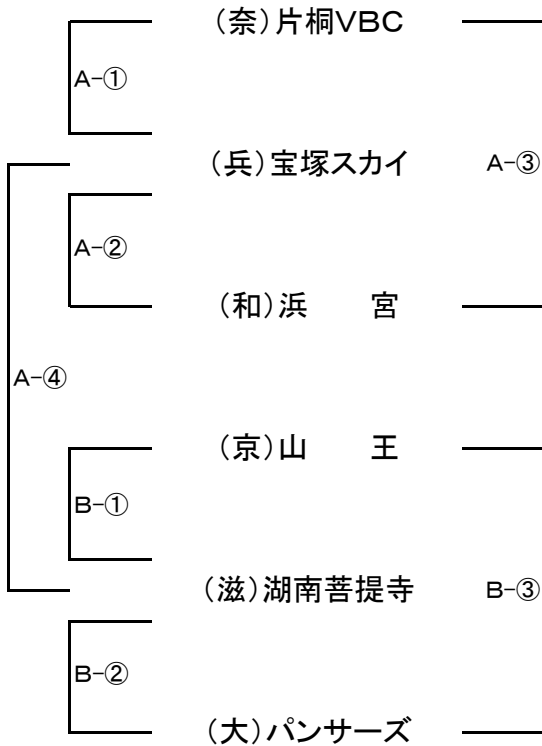 (奈)片桐VBC
A-①
(兵)宝塚スカイ A-③
A-②
(和)浜 宮
A-④
(京)山 王
B-①
(滋)湖南菩提寺 B-③
B-②
(大)パンサーズ